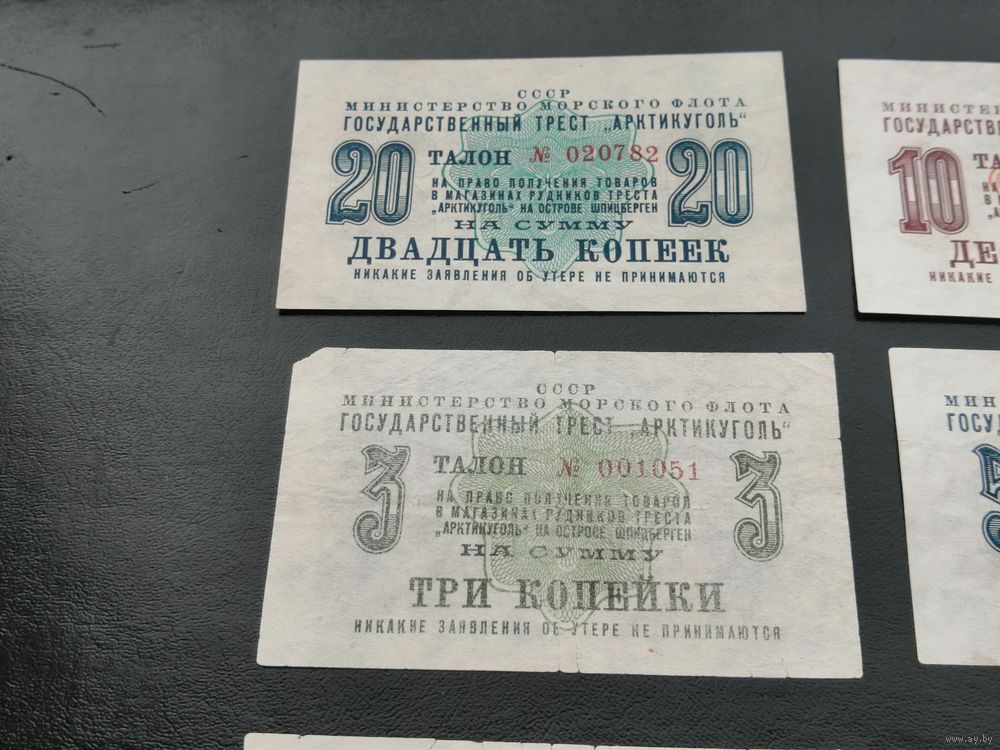 СССР
МИНИСТЕРСТВО МОРСКОГО ФЛОТА
ГОСУДАРСТВЕННЫЙ ТРЕСТ „АРКТИКУГОЛЬ"
20 ТАЛОН № 020782 20
НА ПРАВО ПОЛУЧЕНИЯ ТОВАРОВ
В МАГАЗИНАХ РУДНИКОВ ТРЕСТА
„АРКТИКУГОЛЬ" НА ОСТРОВЕ ШПИЦБЕРГЕН
НА СУММУ
ДВАДЦАТЬ КОПЕЕК
НИКАКИЕ ЗАЯВЛЕНИЯ ОБ УТЕРЕ НЕ ПРИНИМАЮТСЯ
10
НИКАКИЕ
СССР
МИНИСТЕРСТВО МОРСКОГО ФЛОТА
ГОСУДАРСТВЕННЫЙ ТРЕСТ „АРКТИКУГОЛЬ"
3 ТАЛОН № 001051 3
НА ПРАВО ПОЛУЧЕНИЯ ТОВАРОВ
В МАГАЗИНАХ РУДНИКОВ ТРЕСТА
„АРКТИКУГОЛЬ" НА ОСТРОВЕ ШПИЦБЕРГЕН
НА СУММУ
ТРИ КОПЕЙКИ
НИКАКИЕ ЗАЯВЛЕНИЯ ОБ УТЕРЕ НЕ ПРИНИМАЮТСЯ
www.ay.by